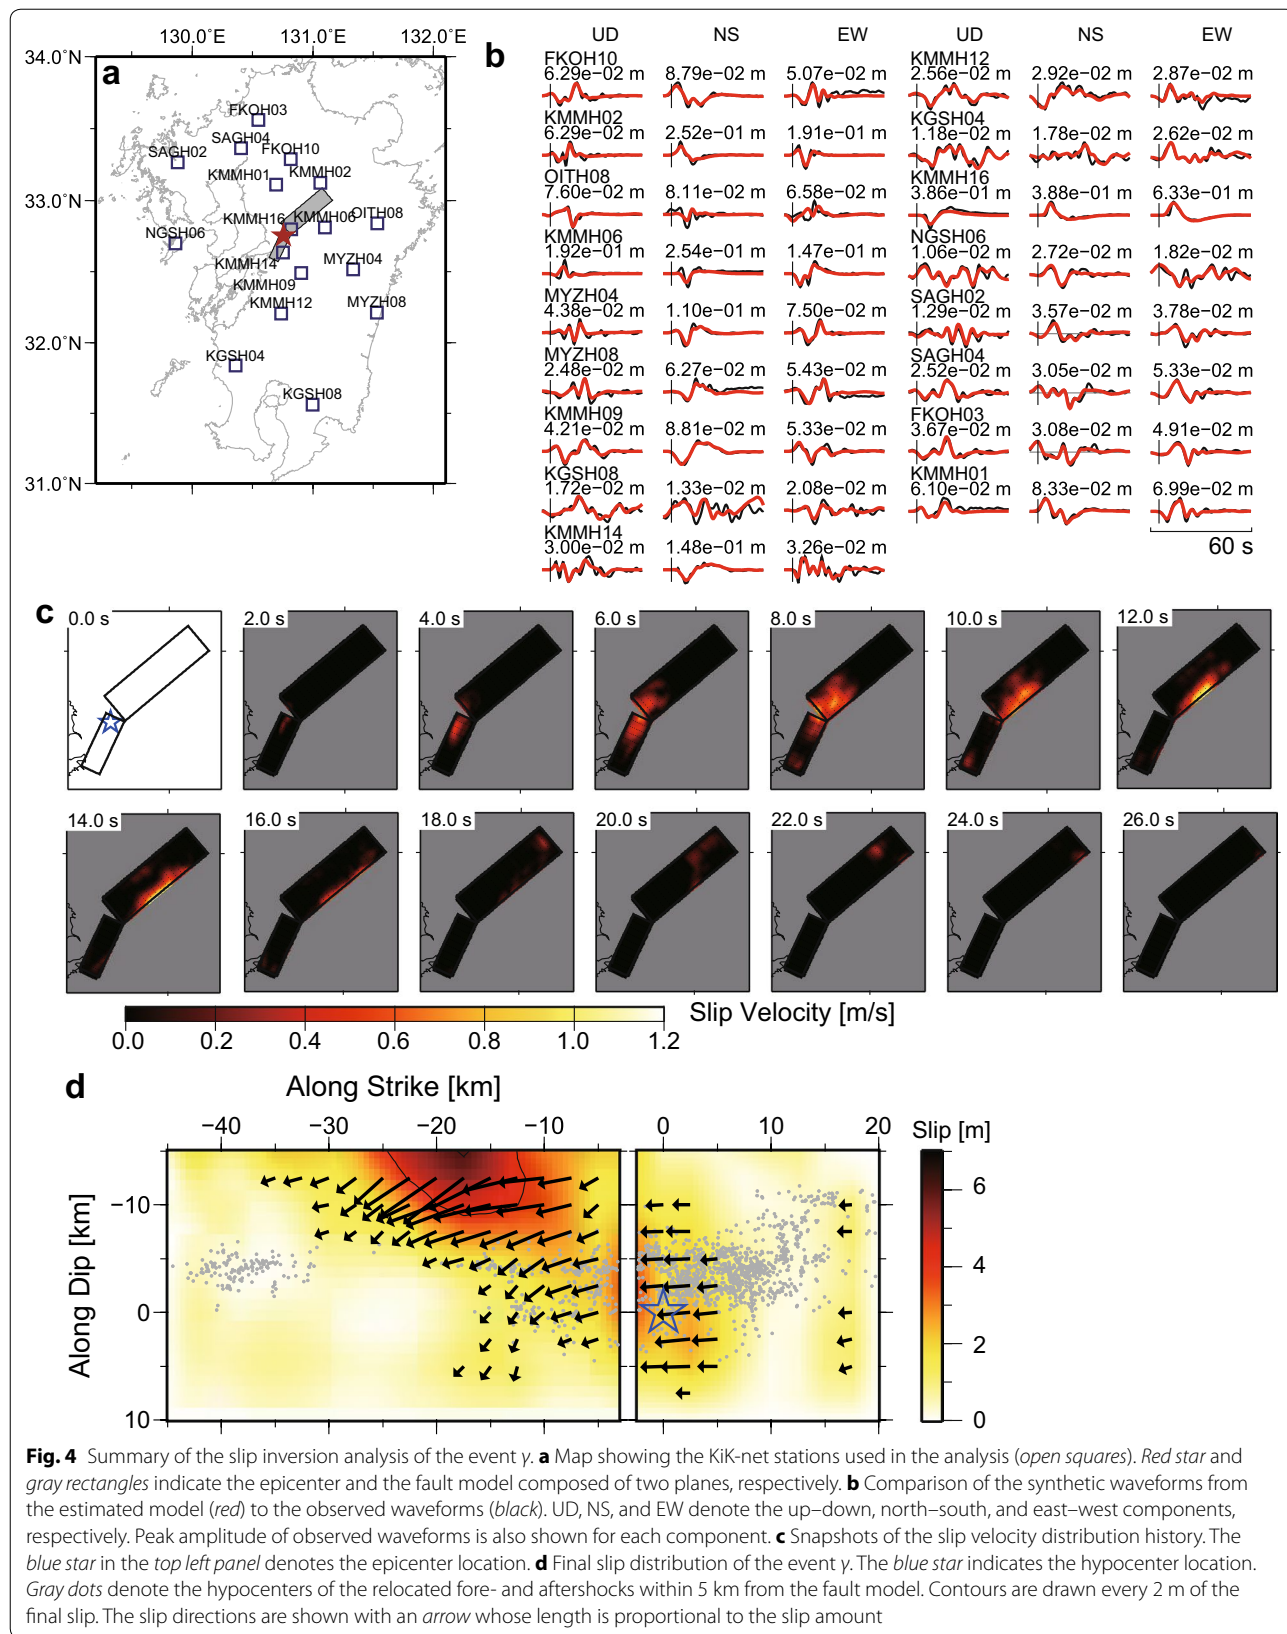 a
130.0˚E 131.0˚E 132.0˚E
34.0˚N
33.0˚N
32.0˚N
31.0˚N
FKOH03
SAGH04
SAGH02
FKOH10
KMMH01
KMMH02
KMMH16
KMMH06
OITH08
NGSH06
KMMH14
MYZH04
KMMH09
KMMH12
MYZH08
KGSH04
KGSH08
b
UD NS EW UD NS EW
FKOH10
6.29e−02 m 8.79e−02 m 5.07e−02 m
KMMH02
6.29e−02 m 2.52e−01 m 1.91e−01 m
OITH08
7.60e−02 m 8.11e−02 m 6.58e−02 m
KMMH06
1.92e−01 m 2.54e−01 m 1.47e−01 m
MYZH04
4.38e−02 m 1.10e−01 m 7.50e−02 m
MYZH08
2.48e−02 m 6.27e−02 m 5.43e−02 m
KMMH09
4.21e−02 m 8.81e−02 m 5.33e−02 m
KGSH08
1.72e−02 m 1.33e−02 m 2.08e−02 m
KMMH14
3.00e−02 m 1.48e−01 m 3.26e−02 m
KMMH12
2.56e−02 m 2.92e−02 m 2.87e−02 m
KGSH04
1.18e−02 m 1.78e−02 m 2.62e−02 m
KMMH16
3.86e−01 m 3.88e−01 m 6.33e−01 m
NGSH06
1.06e−02 m 2.72e−02 m 1.82e−02 m
SAGH02
1.29e−02 m 3.57e−02 m 3.78e−02 m
SAGH04
2.52e−02 m 3.05e−02 m 5.33e−02 m
FKOH03
3.67e−02 m 3.08e−02 m 4.91e−02 m
KMMH01
6.10e−02 m 8.33e−02 m 6.99e−02 m
60 s
c
0.0 s 2.0 s 4.0 s 6.0 s 8.0 s 10.0 s 12.0 s
14.0 s 16.0 s 18.0 s 20.0 s 22.0 s 24.0 s 26.0 s
Slip Velocity [m/s]
0.0 0.2 0.4 0.6 0.8 1.0 1.2
d
Along Strike [km]
−40 −30 −20 −10 0 10 20
Along Dip [km]
−10
0
10
Slip [m]
6
4
2
0
Fig. 4 Summary of the slip inversion analysis of the event γ. a Map showing the KiK-net stations used in the analysis (open squares). Red star and
gray rectangles indicate the epicenter and the fault model composed of two planes, respectively. b Comparison of the synthetic waveforms from
the estimated model (red) to the observed waveforms (black). UD, NS, and EW denote the up–down, north–south, and east–west components,
respectively. Peak amplitude of observed waveforms is also shown for each component. c Snapshots of the slip velocity distribution history. The
blue star in the top left panel denotes the epicenter location. d Final slip distribution of the event γ. The blue star indicates the hypocenter location.
Gray dots denote the hypocenters of the relocated fore- and aftershocks within 5 km from the fault model. Contours are drawn every 2 m of the
final slip. The slip directions are shown with an arrow whose length is proportional to the slip amount